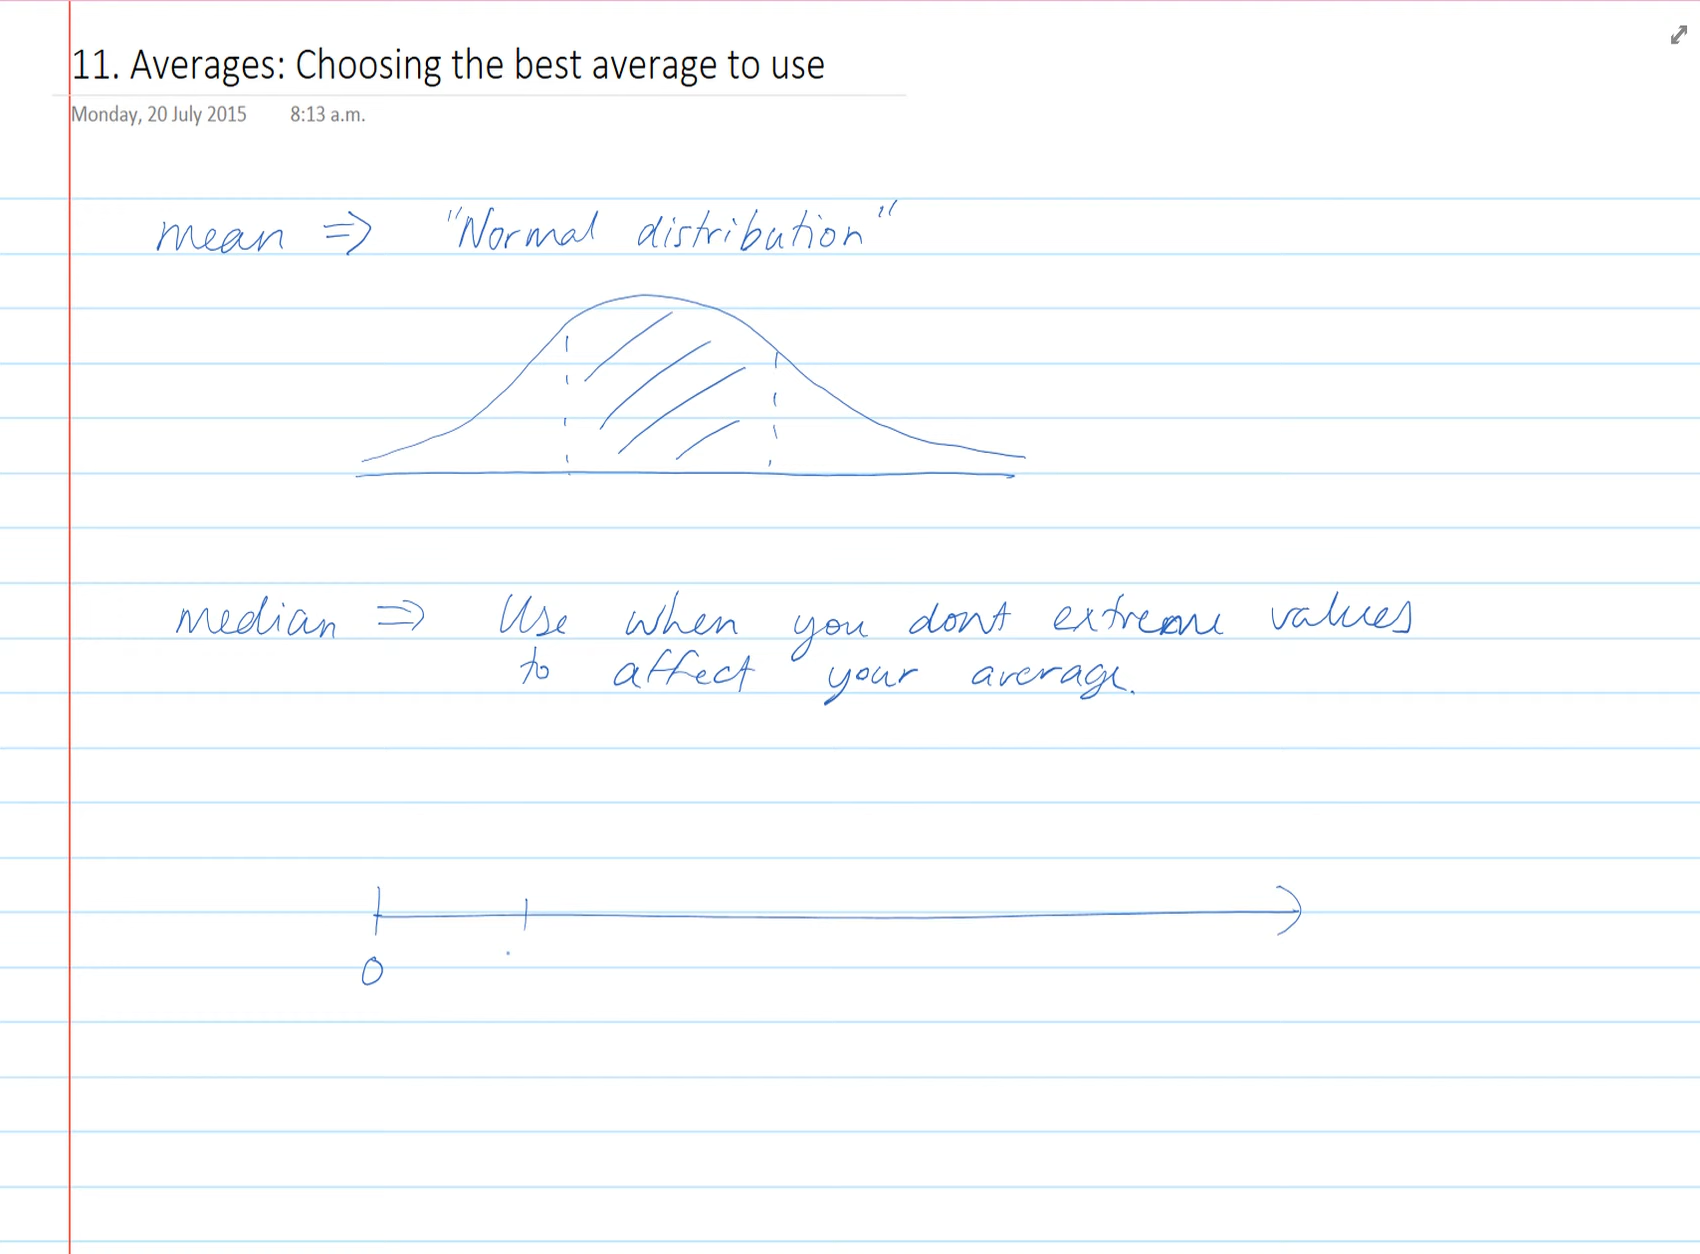 11. Averages: Choosing the best average to use
Monday, 20 July 2015 8:13 a.m.
mean => "Normal distribution"
median => Use when you dont extreme values
to affect your average.
0